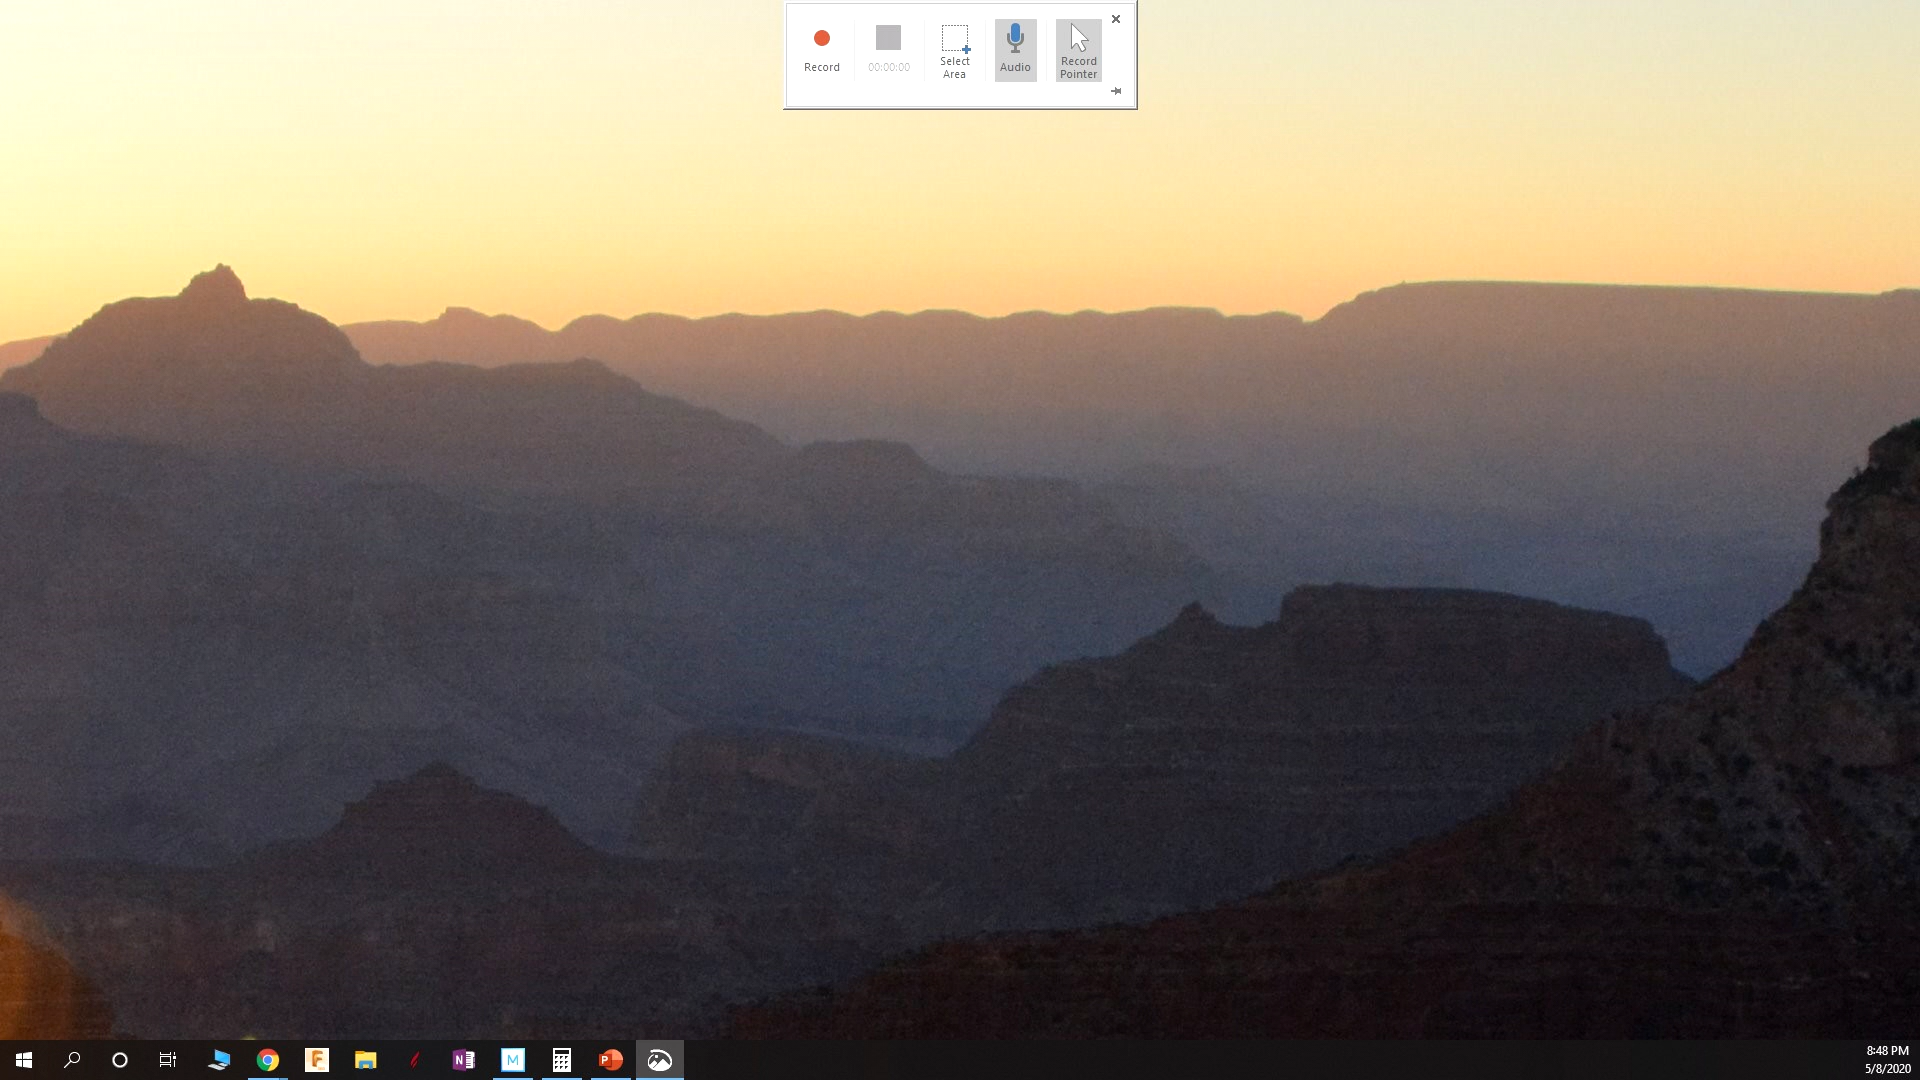 Record
00:00:00
Select
Area
Audio
Record
Pointer
F
N
M
P
8:48 PM
5/8/2020